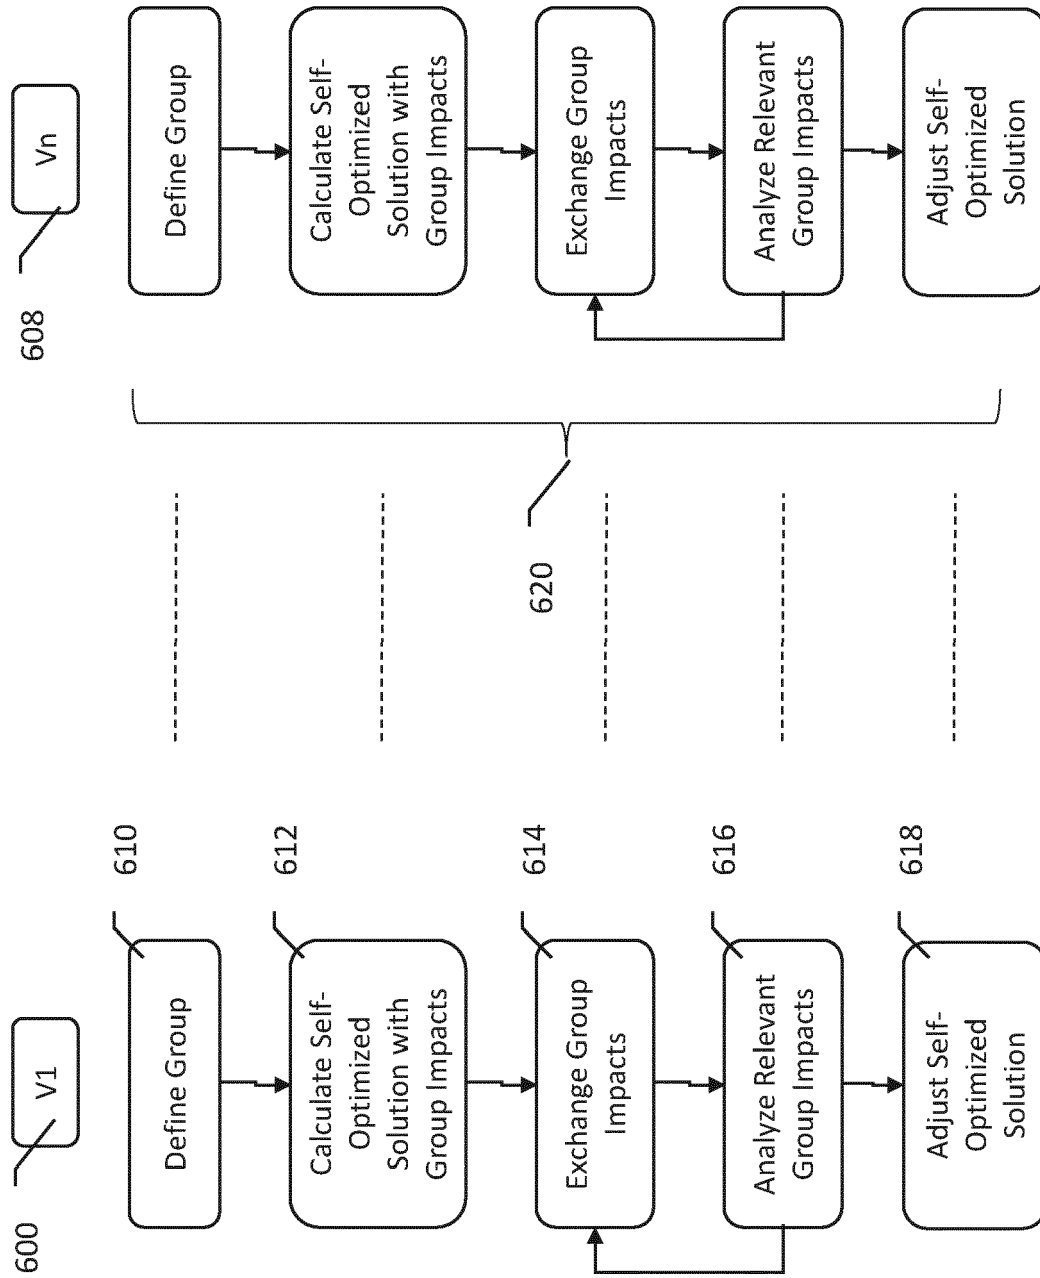 600
V1
610
Define Group
612
Calculate Self-
Optimized
Solution with
Group Impacts
614
Exchange Group
Impacts
616
Analyze Relevant
Group Impacts
618
Adjust Self-
Optimized
Solution
620
608
Vn
Define Group
Calculate Self-
Optimized
Solution with
Group Impacts
Exchange Group
Impacts
Analyze Relevant
Group Impacts
Adjust Self-
Optimized
Solution